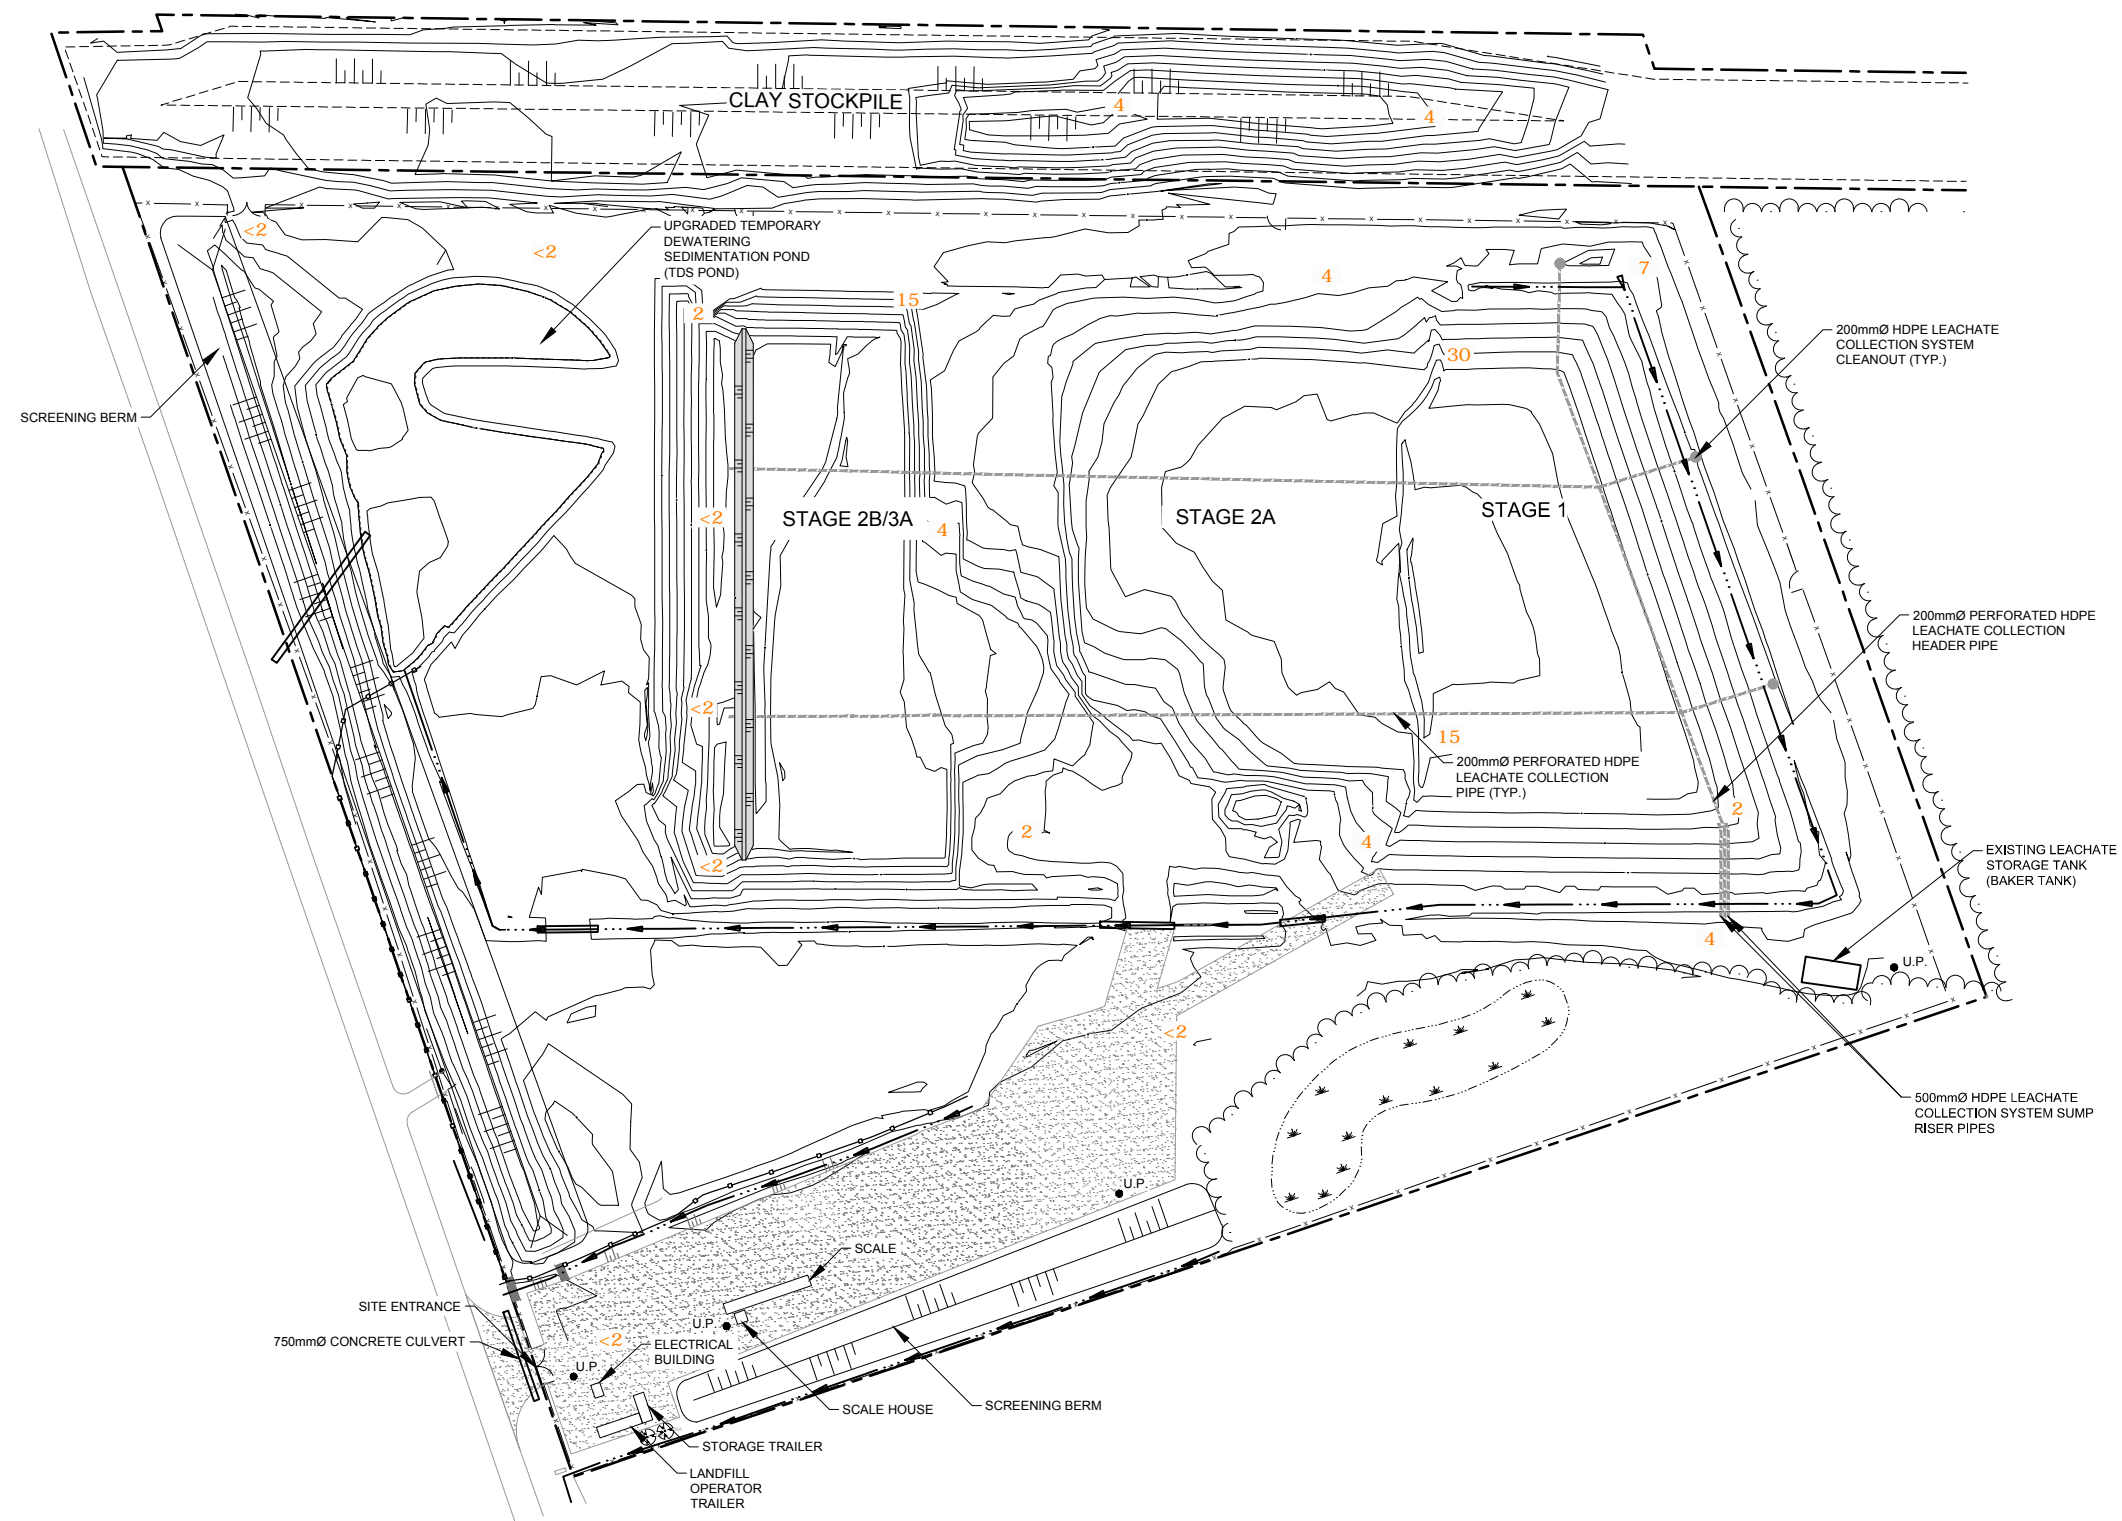 CLAY STOCKPILE
4
4
<2
<2
UPGRADED TEMPORARY
DEWATERING
SEDIMENTATION POND
(TDS POND)
2
15
4
7
30
200mmØ HDPE LEACHATE
COLLECTION SYSTEM
CLEANOUT (TYP.)
SCREENING BERM
<2
STAGE 2B/3A
4
STAGE 2A
STAGE 1
200mmØ PERFORATED HDPE
LEACHATE COLLECTION
HEADER PIPE
<2
15
200mmØ PERFORATED HDPE
LEACHATE COLLECTION
PIPE (TYP.)
2
2
4
<2
EXISTING LEACHATE
STORAGE TANK
(BAKER TANK)
4
U.P.
<2
500mmØ HDPE LEACHATE
COLLECTION SYSTEM SUMP
RISER PIPES
U.P.
SCALE
SITE ENTRANCE
750mmØ CONCRETE CULVERT
U.P.
<2
ELECTRICAL
BUILDING
U.P.
SCALE HOUSE
SCREENING BERM
STORAGE TRAILER
LANDFILL
OPERATOR
TRAILER